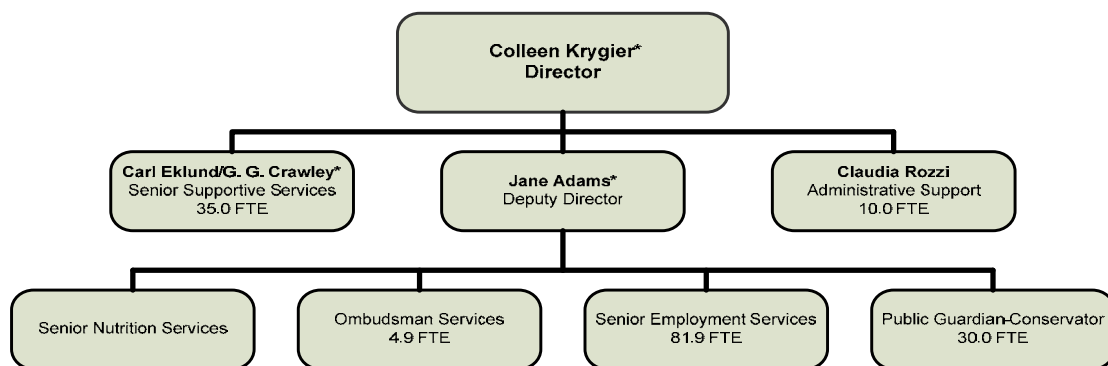 Colleen Krygier*
Director
Carl Eklund/G. G. Crawley*
Senior Supportive Services
35.0 FTE
Jane Adams*
Deputy Director
Claudia Rozzi
Administrative Support
10.0 FTE
Senior Nutrition Services
Ombudsman Services
4.9 FTE
Senior Employment Services
81.9 FTE
Public Guardian-Conservator
30.0 FTE